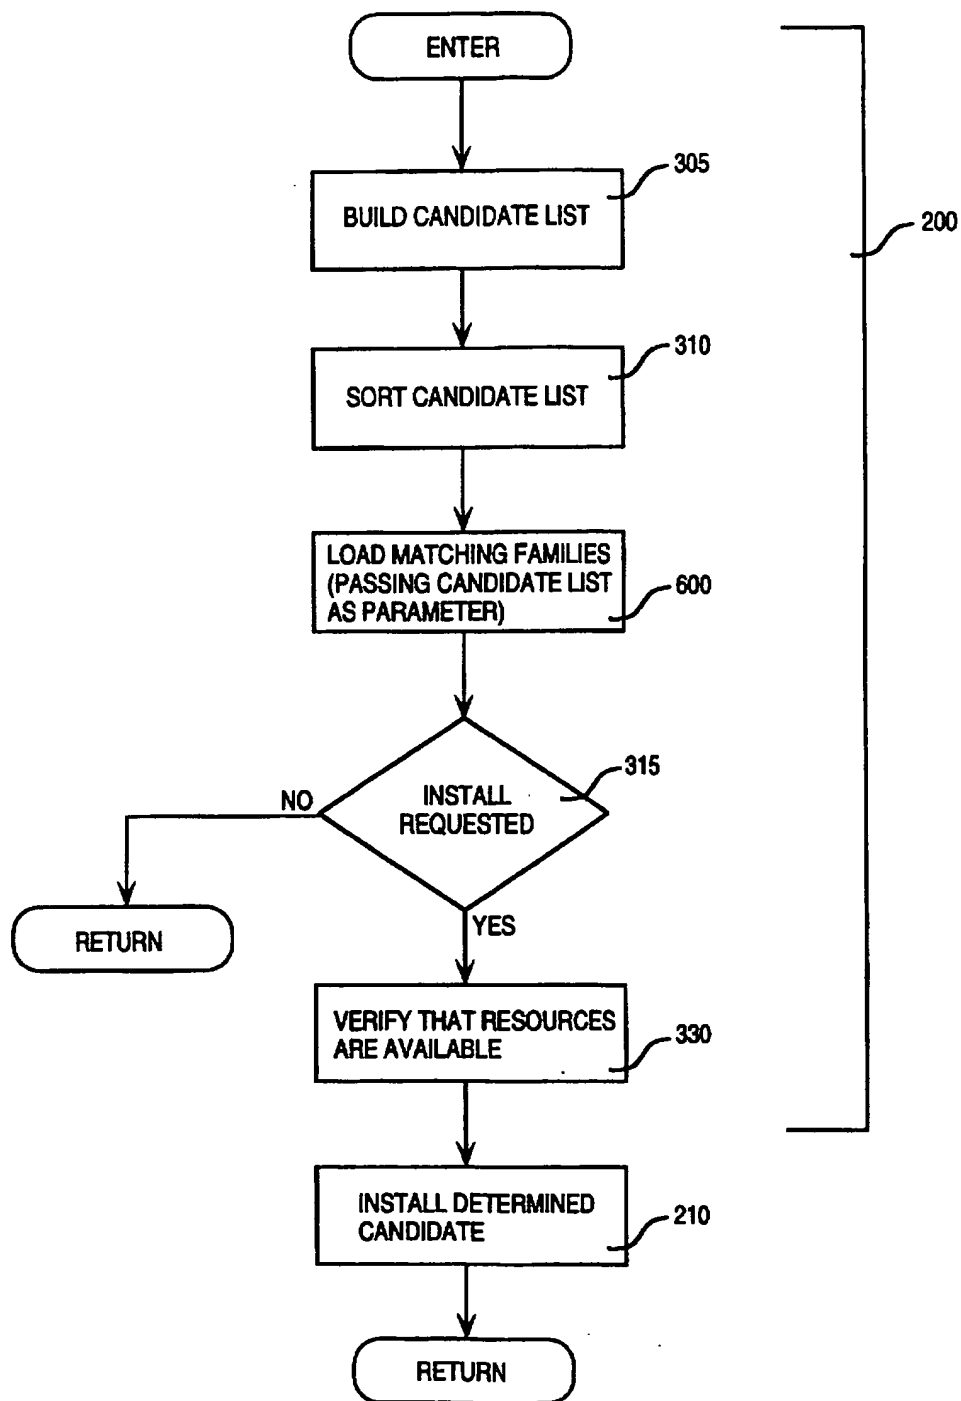 ENTER
305
BUILD CANDIDATE LIST
200
310
SORT CANDIDATE LIST
LOAD MATCHING FAMILIES
(PASSING CANDIDATE LIST
AS PARAMETER)
600
315
INSTALL
REQUESTED
NO
RETURN
YES
VERIFY THAT RESOURCES
ARE AVAILABLE
330
INSTALL DETERMINED
CANDIDATE
210
RETURN